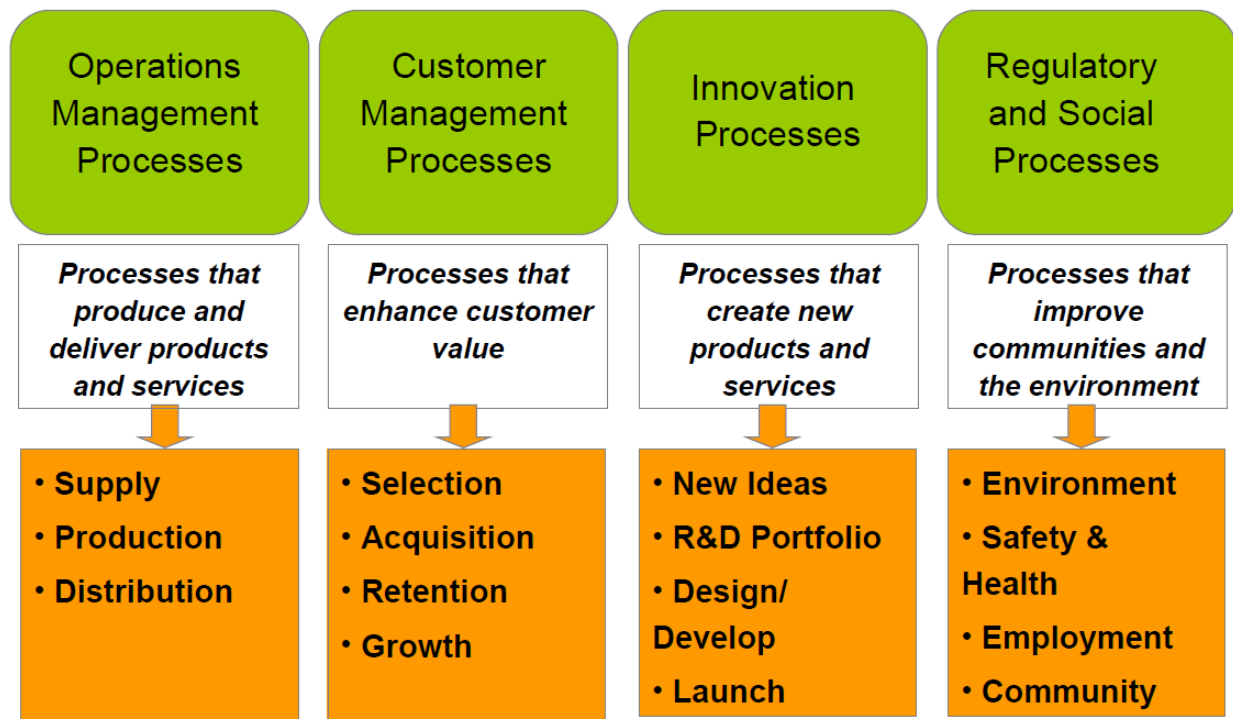 Operations
Management
Processes
Customer
Management
Processes
Innovation
Processes
Regulatory
and Social
Processes
Processes that
produce and
deliver products
and services
Processes that
enhance customer
value
Processes that
create new
products and
services
Processes that
improve
communities and
the environment
• Supply
• Production
• Distribution
• Selection
• Acquisition
• Retention
• Growth
• New Ideas
• R&D Portfolio
• Design/
Develop
• Launch
• Environment
• Safety &
Health
• Employment
• Community